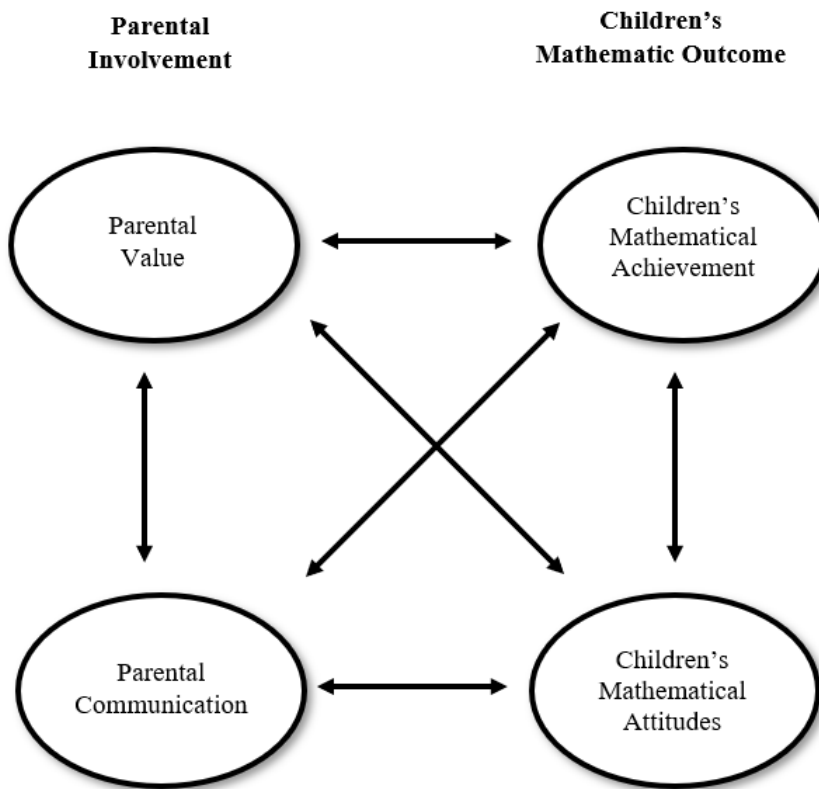 Parental
Involvement
Children’s
Mathematic Outcome
Parental
Value
Children’s
Mathematical
Achievement
Parental
Communication
Children’s
Mathematical
Attitudes